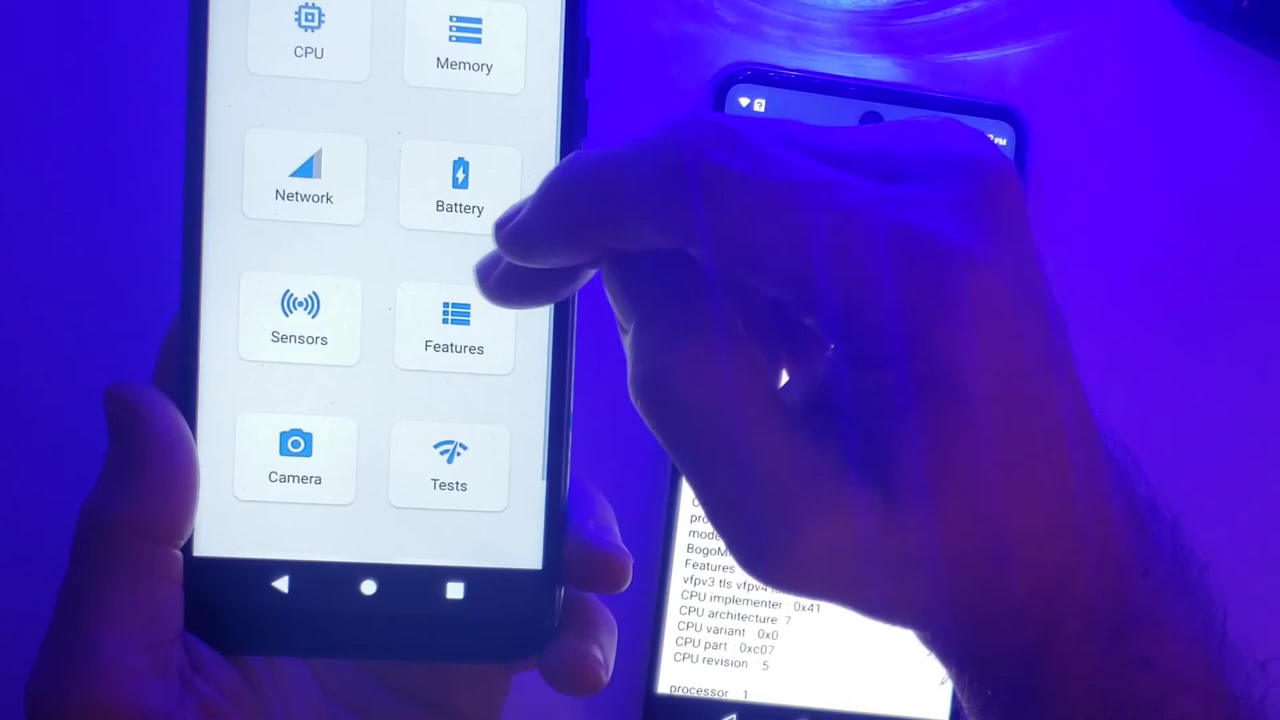 CPU
Memory
Network
Battery
Sensors
Features
Camera
Tests
?
PM
BogoM
Features
vfpv3 tls vfpv4
CPU implementer : 0x41
CPU architecture: 7
CPU variant : 0x0
CPU part : 0xc07
CPU revision : 5
processor : 1